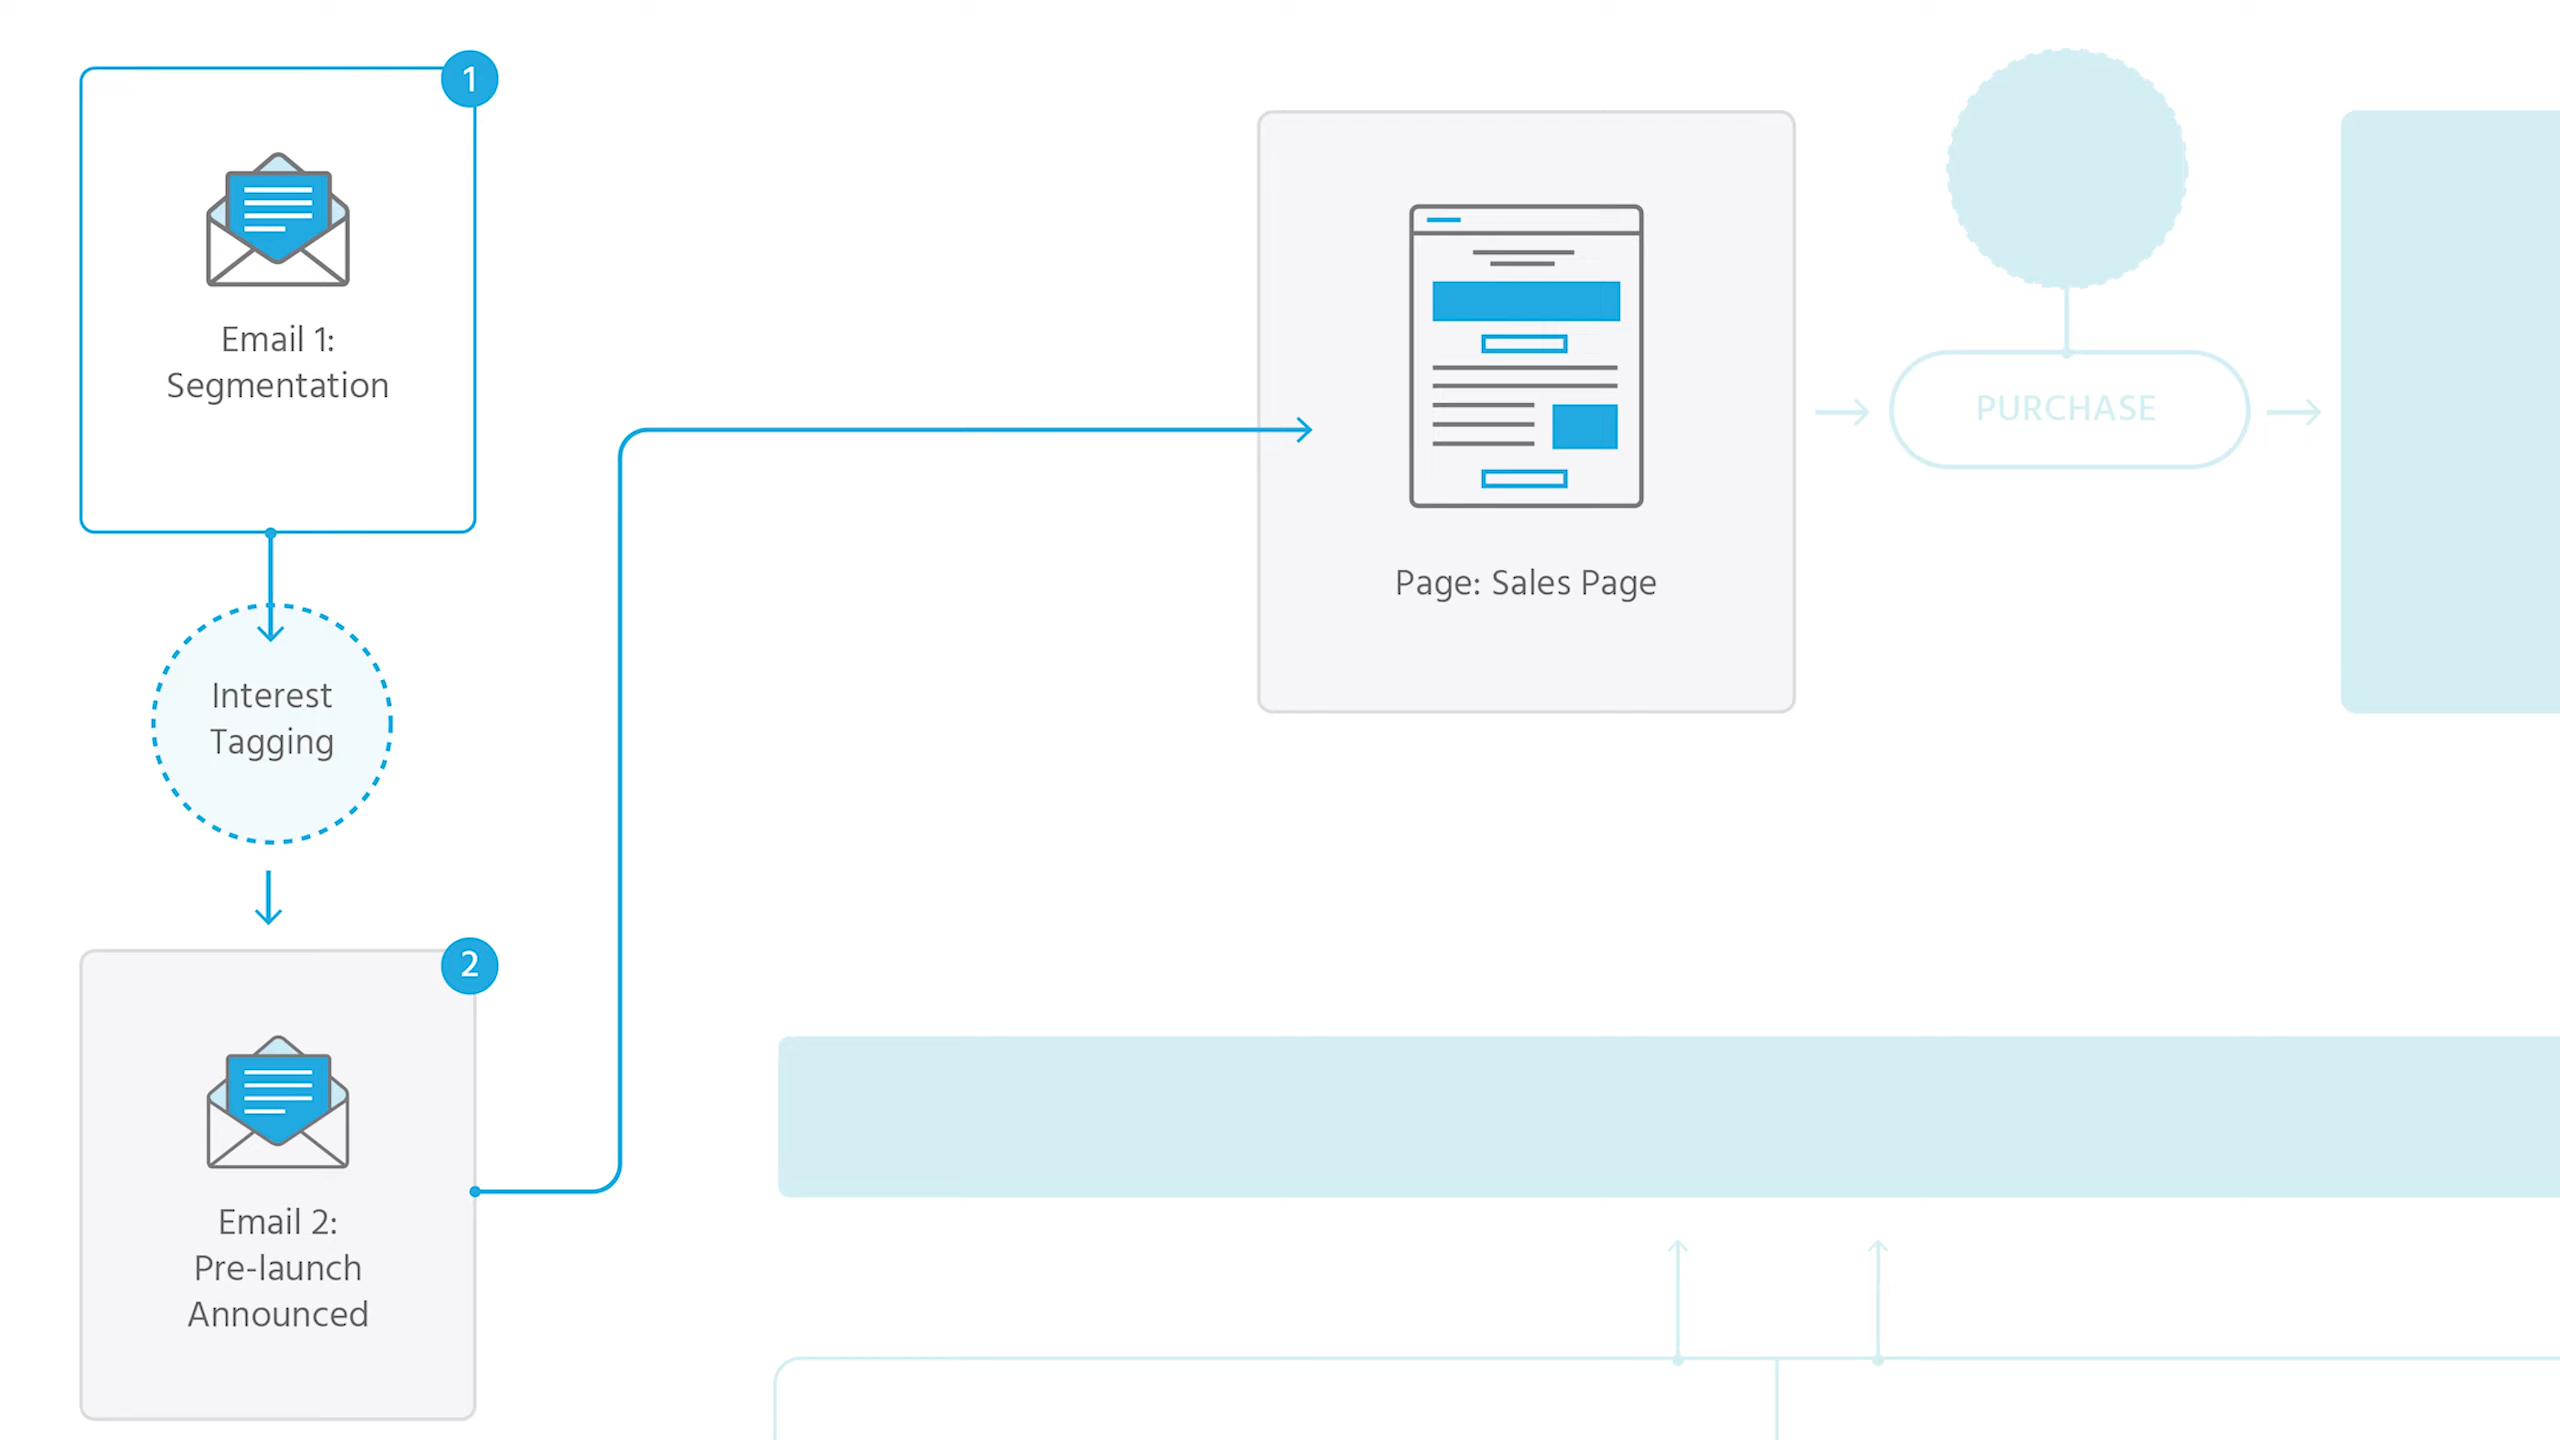 1
Email 1:
Segmentation
Interest
Tagging
2
Email 2:
Pre-launch
Announced
Page: Sales Page
PURCHASE